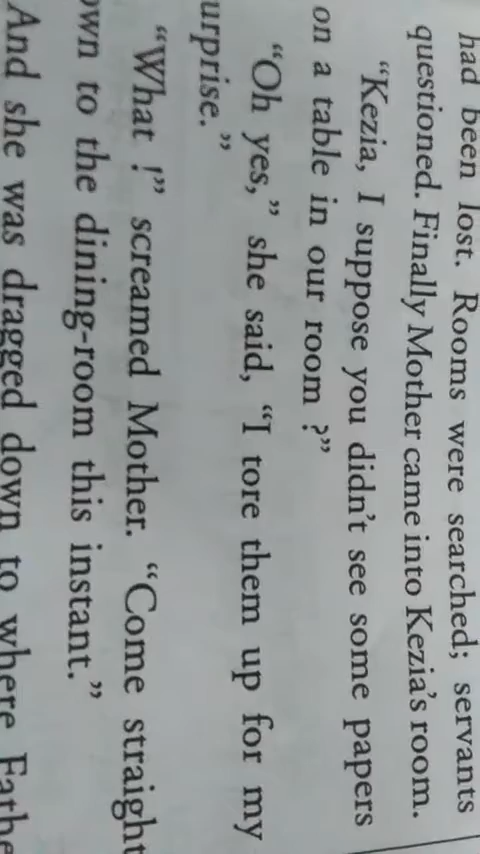 had been lost. Rooms were searched; servants
questioned. Finally Mother came into Kezia's room.
“Kezia, I suppose you didn't see some papers
on a table in our room ?”
“Oh yes,” she said, “I tore them up for my
urprise.”
“What !” screamed Mother. “Come straight
own to the dining-room this instant.”
And she was dragged down to where Fathe